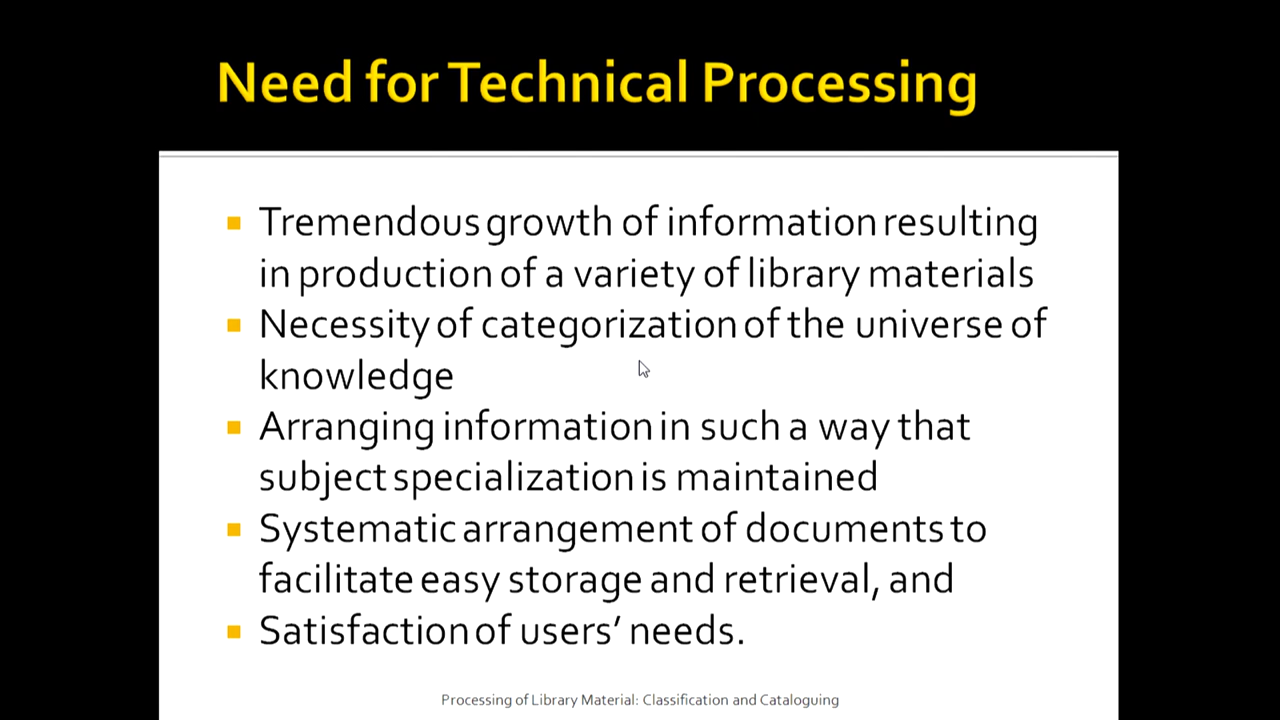 Need for Technical Processing
Tremendous growth of information resulting
in production of a variety of library materials
Necessity of categorization of the universe of
knowledge
Arranging information in such a way that
subject specialization is maintained
Systematic arrangement of documents to
facilitate easy storage and retrieval, and
Satisfaction of users’ needs.
Processing of Library Material: Classification and Cataloguing